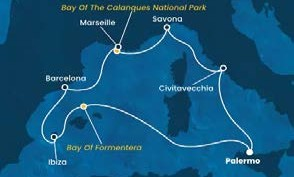 Bay Of The Calanques National Park
Marseille
Savona
Barcelona
Civitavecchia
Bay Of Formentera
Ibiza
Palermo